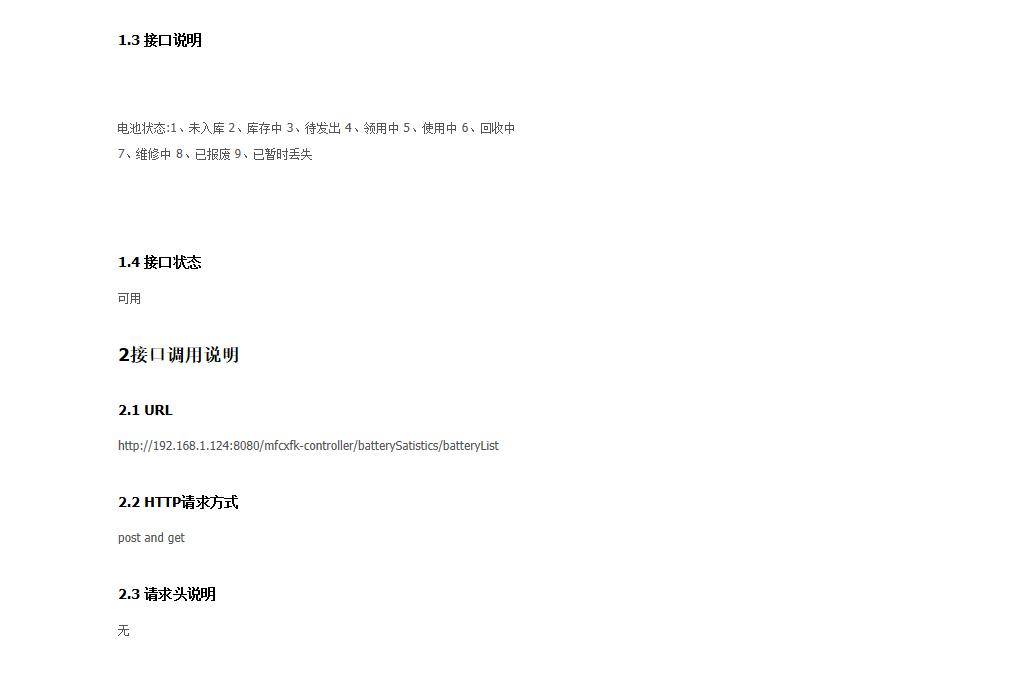 1.3 接口说明
电池状态:1、未入库 2、库存中 3、待发出 4、领用中 5、使用中 6、回收中
7、维修中 8、已报废 9、已暂时丢失
1.4 接口状态
可用
2接口调用说明
2.1 URL
http://192.168.1.124:8080/mfcxfk-controller/batterySatistics/batteryList
2.2 HTTP请求方式
post and get
2.3 请求头说明
无